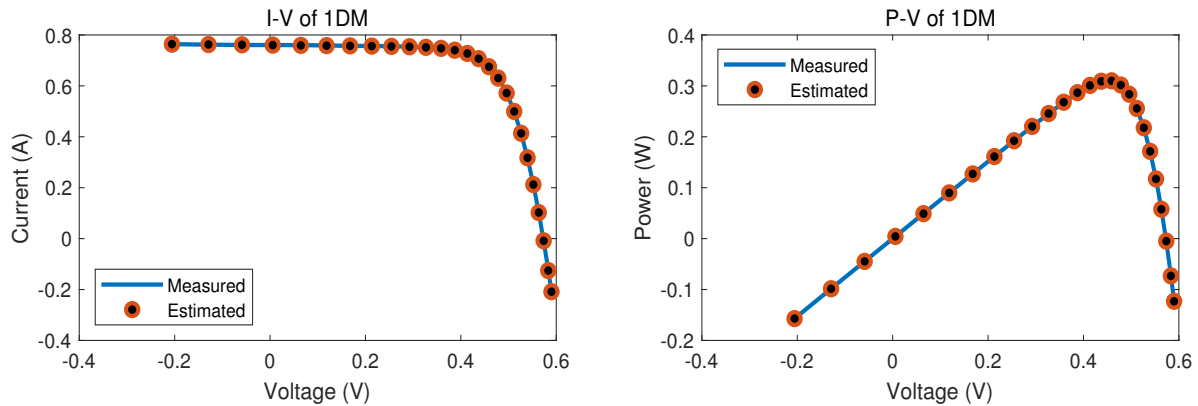 I-V of 1DM
0.8
0.6
0.4
0.2
0
-0.2
-0.4
Current (A)
Measured
Estimated
-0.4 -0.2 0 0.2 0.4 0.6
Voltage (V)
P-V of 1DM
0.4
0.3
0.2
0.1
0
-0.1
-0.2
Power (W)
Measured
Estimated
-0.4 -0.2 0 0.2 0.4 0.6
Voltage (V)